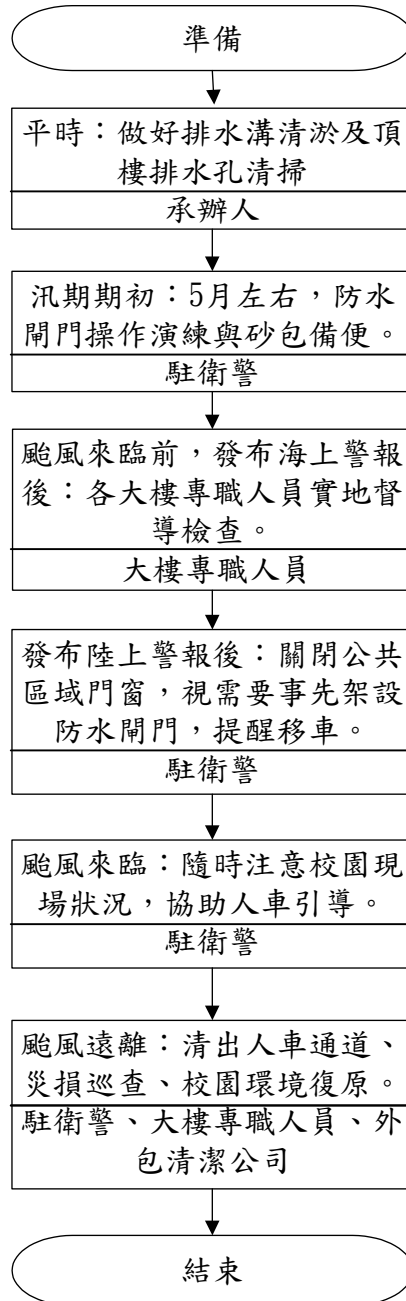 準備
平時：做好排水溝清淤及頂
樓排水孔清掃
承辦人
汛期期初：5月左右，防水
閘門操作演練與砂包備便。
駐衛警
颱風來臨前，發布海上警報
後：各大樓專職人員實地督
導檢查。
大樓專職人員
發布陸上警報後：關閉公共
區域門窗，視需要事先架設
防水閘門，提醒移車。
駐衛警
颱風來臨：隨時注意校園現
場狀況，協助人車引導。
駐衛警
颱風遠離：清出人車通道、
災損巡查、校園環境復原。
駐衛警、大樓專職人員、外
包清潔公司
結束